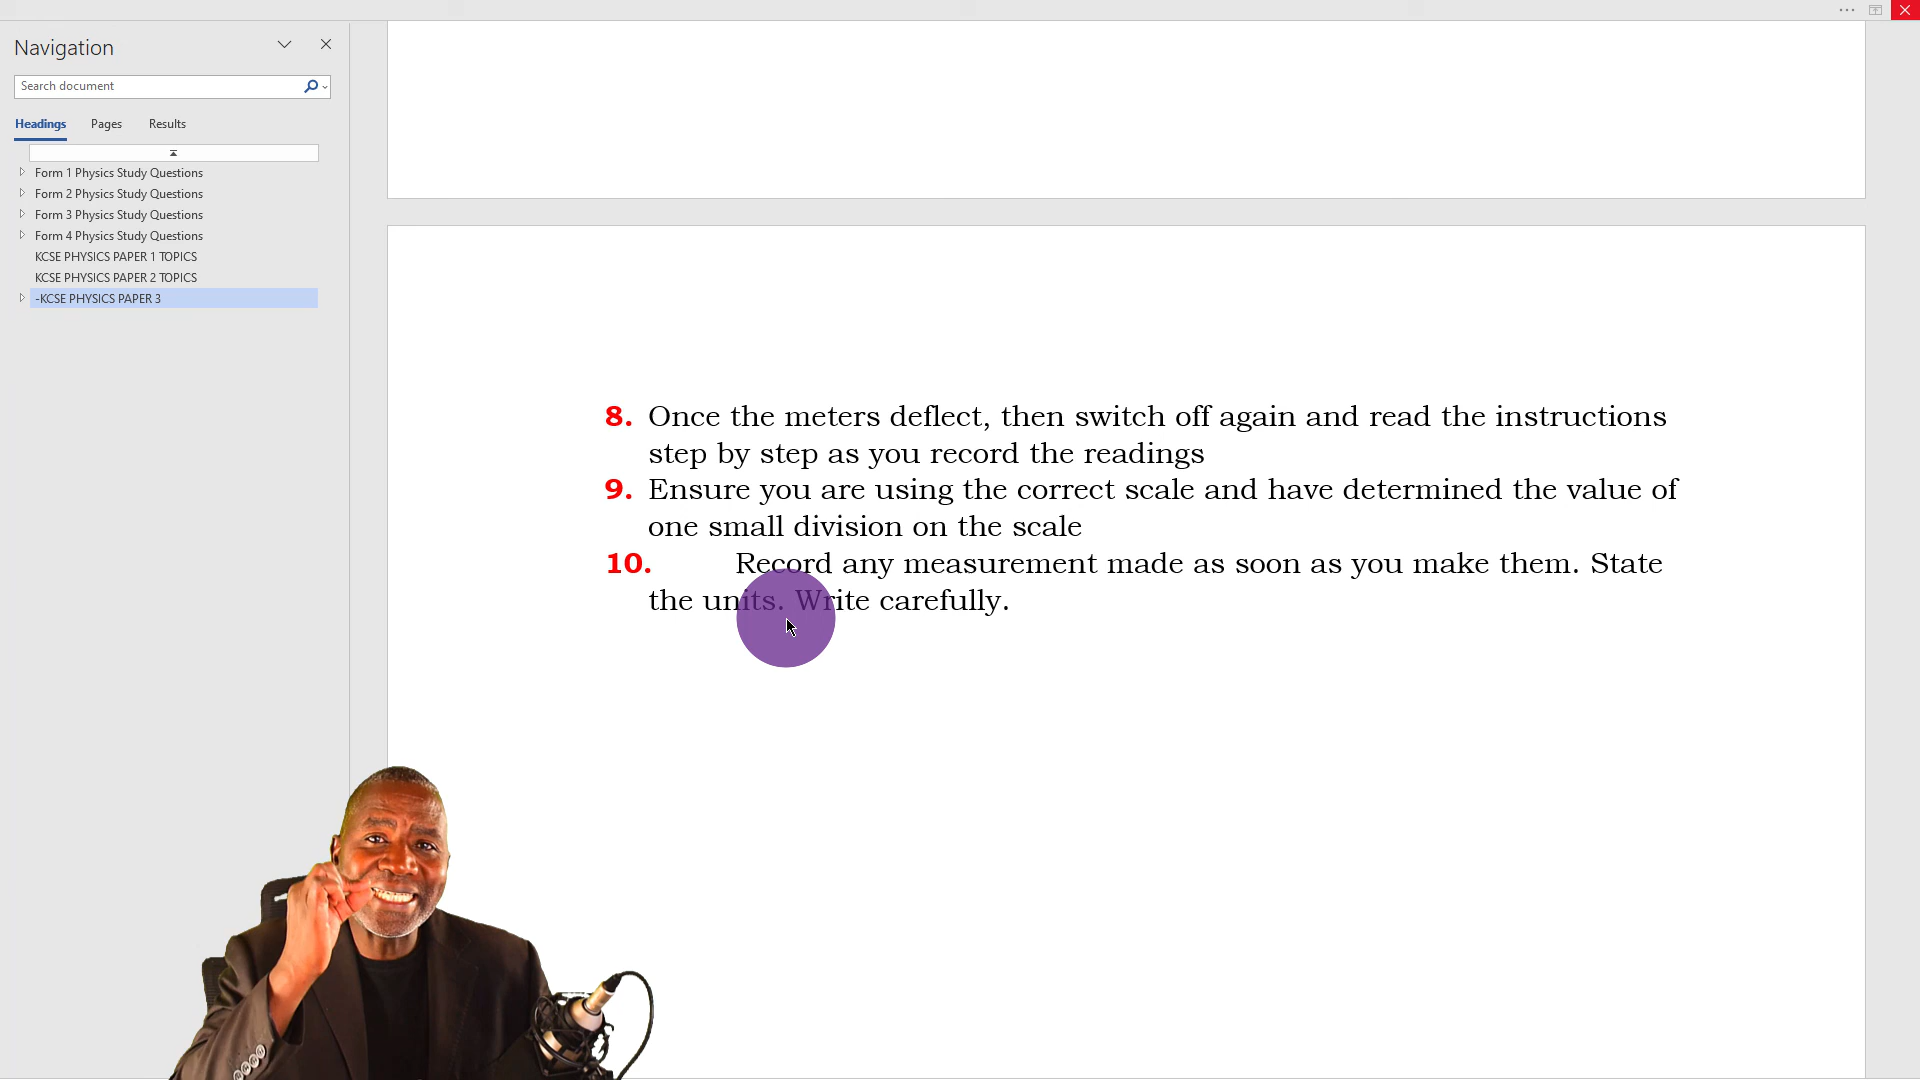 Navigation
Search document
Headings Pages Results
Form 1 Physics Study Questions
Form 2 Physics Study Questions
Form 3 Physics Study Questions
Form 4 Physics Study Questions
KCSE PHYSICS PAPER 1 TOPICS
KCSE PHYSICS PAPER 2 TOPICS
-KCSE PHYSICS PAPER 3
8. Once the meters deflect, then switch off again and read the instructions
step by step as you record the readings
9. Ensure you are using the correct scale and have determined the value of
one small division on the scale
10. Record any measurement made as soon as you make them. State
the units. Write carefully.